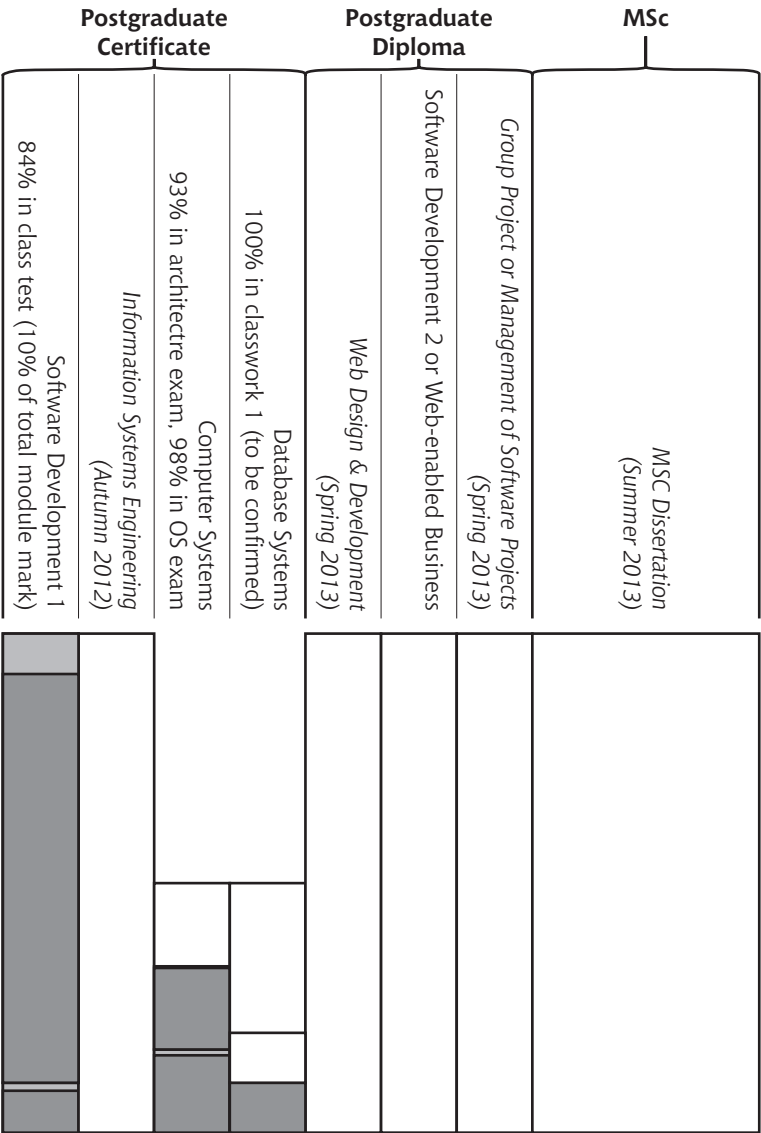 Postgraduate
Certificate
Postgraduate
Diploma
MSc
Software Development 1
84% in class test (10% of total module mark)
Information Systems Engineering
(Autumn 2012)
Computer Systems
93% in architectre exam, 98% in OS exam
Database Systems
100% in classwork 1 (to be confirmed)
Web Design & Development
(Spring 2013)
Software Development 2 or Web-enabled Business
Group Project or Management of Software Projects
(Spring 2013)
MSC Dissertation
(Summer 2013)